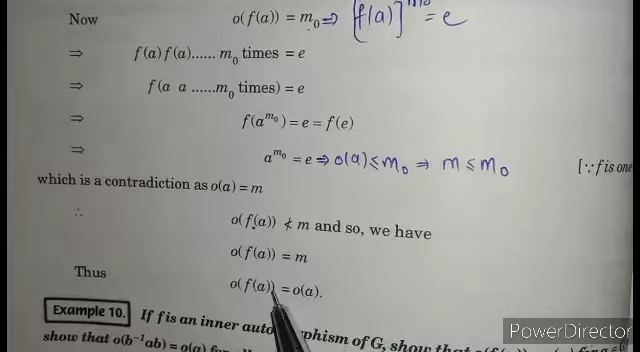 Now o(f(a)) = m₀ ⇒ [f(a)]^m₀ = e
⇒ f(a) f(a)...... m₀ times = e
⇒ f(a a ......m₀ times) = e
⇒ f(a^m₀) = e = f(e)
⇒ a^m₀ = e ⇒ o(a) ≤ m₀ ⇒ m ≤ m₀ [∵ f is one
which is a contradiction as o(a) = m
∴ o(f(a)) ≮ m and so, we have
o(f(a)) = m
Thus o(f(a)) = o(a).
Example 10. If f is an inner auto phism of G, show that
show that o(b⁻¹ab) = o(a) for
PowerDirector